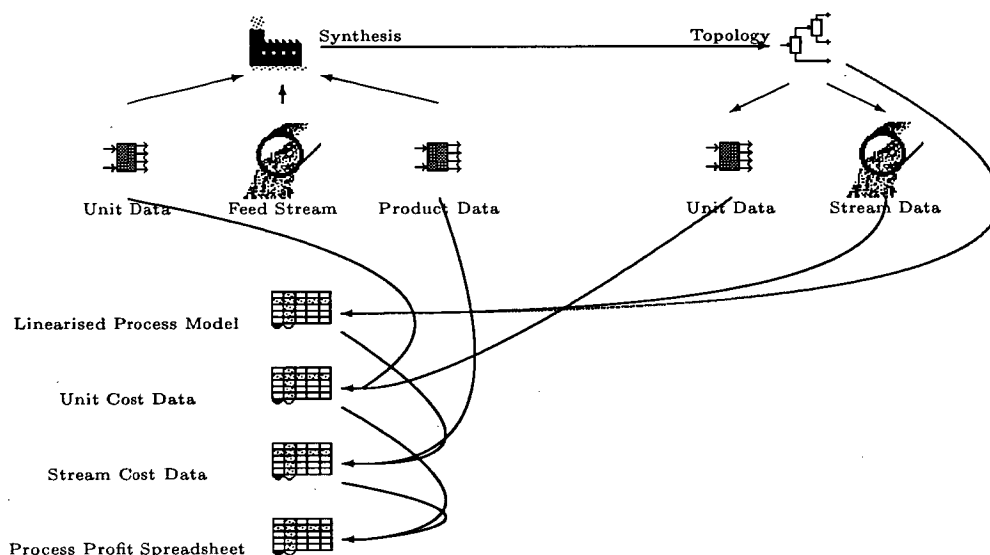 Synthesis
Topology
Unit Data
Feed Stream
Product Data
Unit Data
Stream Data
Linearised Process Model
Unit Cost Data
Stream Cost Data
Process Profit Spreadsheet